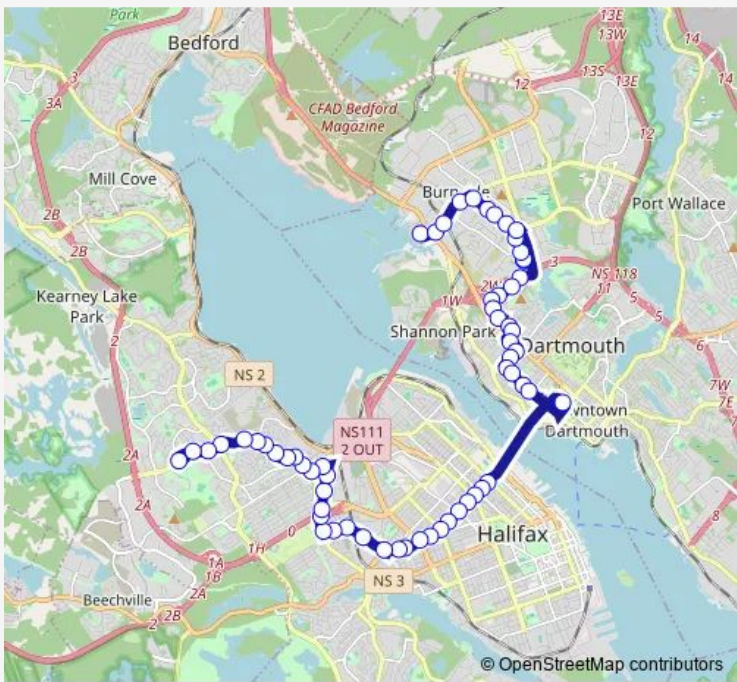 Park
Bedford
13E
13W
14
3
13S
13E
12
14
3A
CFAD Bedford
Magazine
12
Mill Cove
2B
Port Wallace
2B
Kearney Lake
Park
3
NS 118
11
2W
1W
5
5
2
Shannon Park
Dartmouth
6
NS 2
7W
7E
Downtown
Dartmouth
NS111
2 OUT
2A
2A
8
0
1H
Halifax
1A
1B
NS 3
2A
Beechville
2B
2
© OpenStreetMap contributors